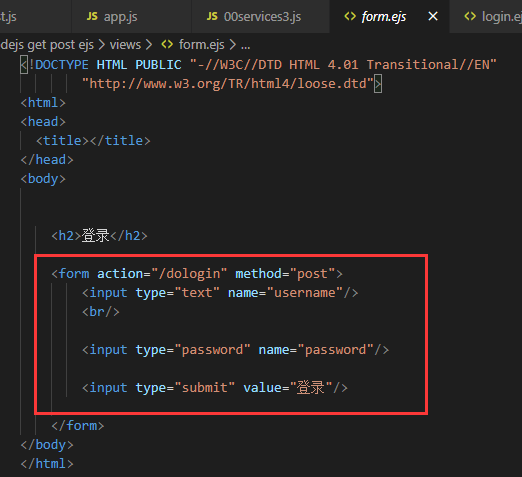 t.js JS app.js JS 00services3.js <> form.ejs × <> login.ej
dejs get post ejs > views > <> form.ejs > ...
<!DOCTYPE HTML PUBLIC "-//W3C//DTD HTML 4.01 Transitional//EN"
"http://www.w3.org/TR/html4/loose.dtd">
<html>
<head>
<title></title>
</head>
<body>
<h2>登录</h2>
<form action="/dologin" method="post">
<input type="text" name="username"/>
<br/>
<input type="password" name="password"/>
<input type="submit" value="登录"/>
</form>
</body>
</html>